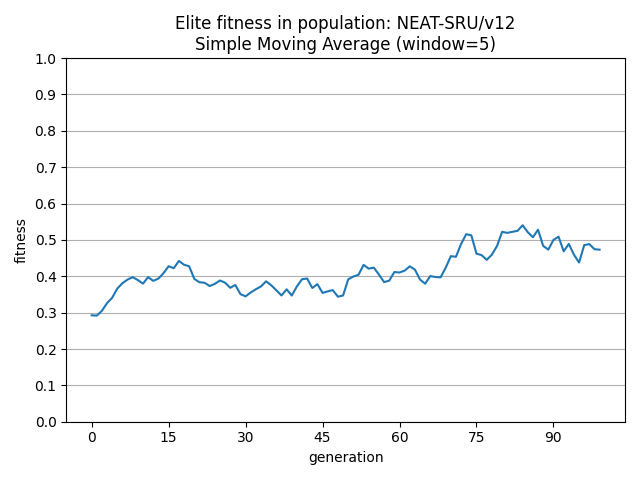 Elite fitness in population: NEAT-SRU/v12
Simple Moving Average (window=5)
1.0
0.9
0.8
0.7
0.6
0.5
0.4
0.3
0.2
0.1
0.0
fitness
0 15 30 45 60 75 90
generation